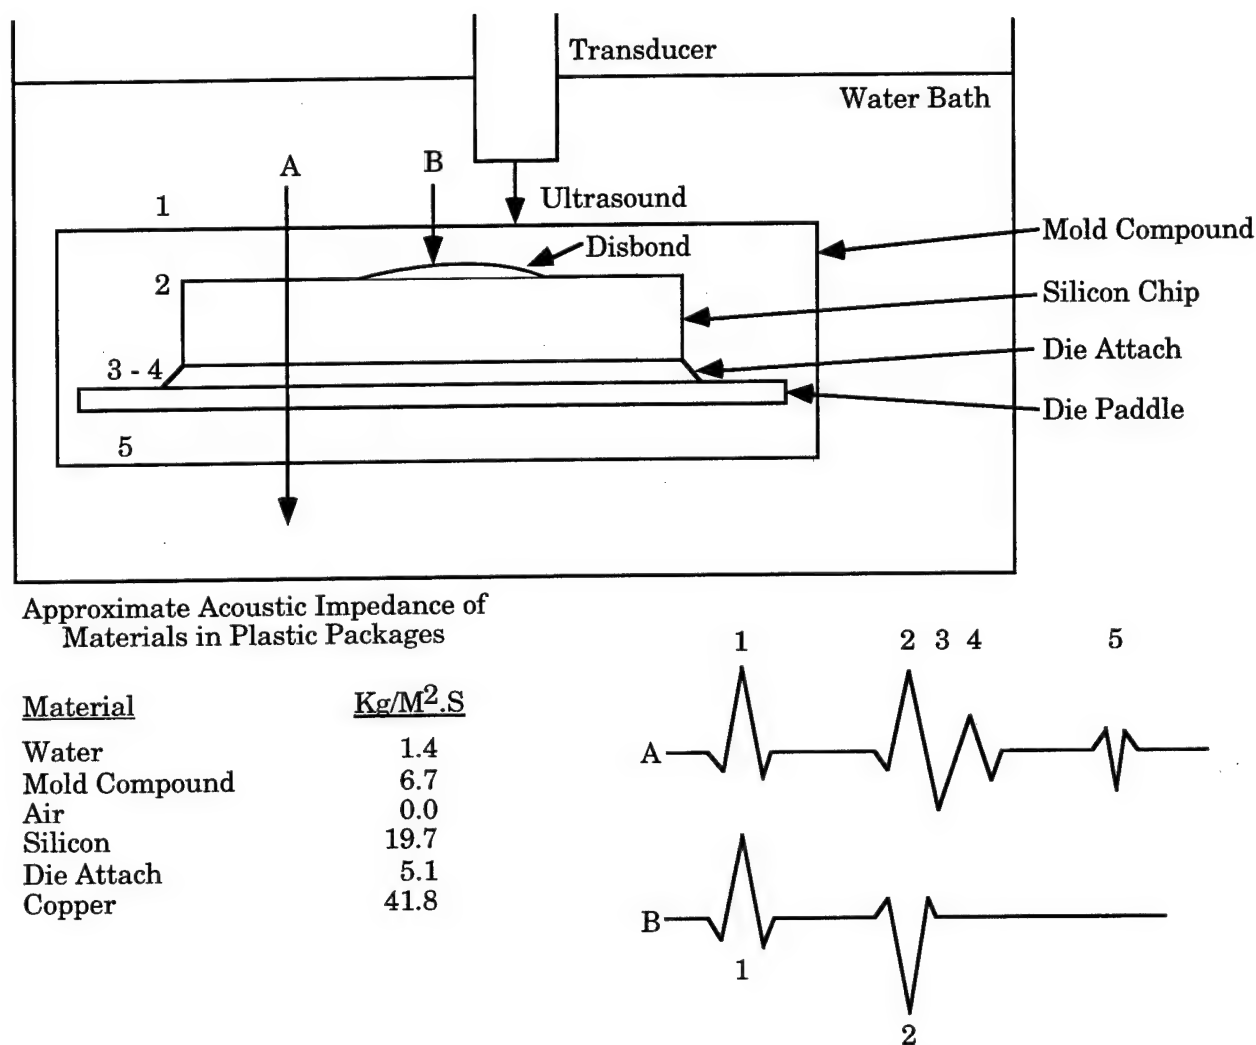 Transducer
Water Bath
A
B
1
Ultrasound
Disbond
Mold Compound
2
Silicon Chip
3 - 4
Die Attach
Die Paddle
5
Approximate Acoustic Impedance of
Materials in Plastic Packages
Material Kg/M².S
Water 1.4
Mold Compound 6.7
Air 0.0
Silicon 19.7
Die Attach 5.1
Copper 41.8
1 2 3 4 5
A
B
1
2